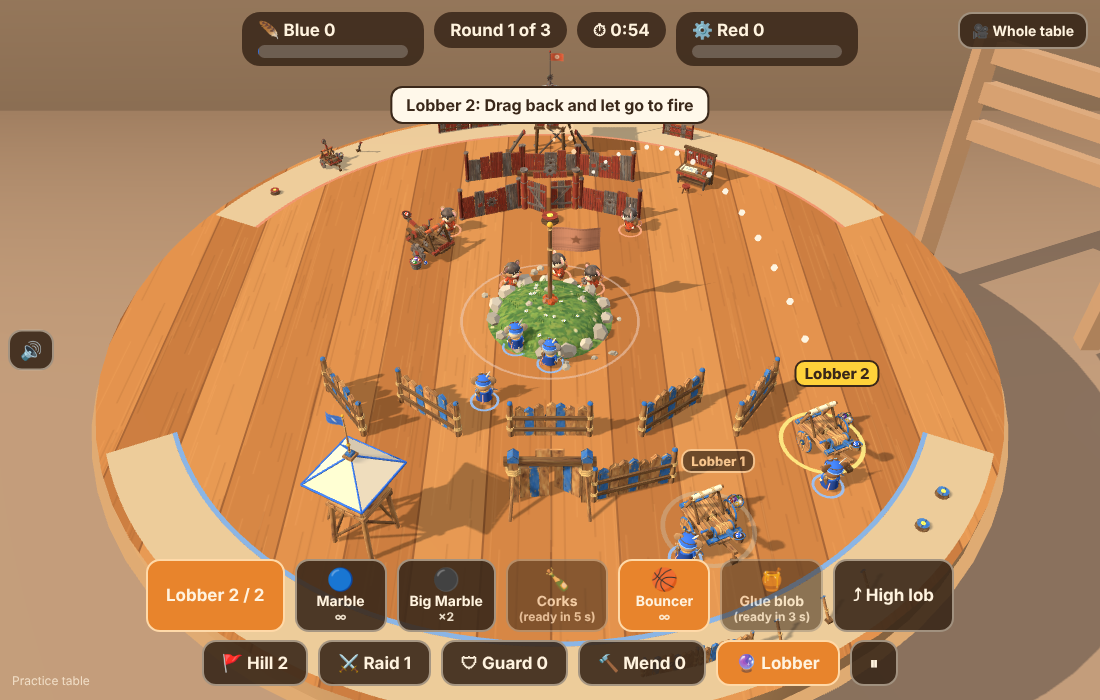 Blue 0
Round 1 of 3
0:54
Red 0
Whole table
Lobber 2: Drag back and let go to fire
Lobber 2
Lobber 1
Lobber 2 / 2
Marble
∞
Big Marble
×2
Corks
(ready in 5 s)
Bouncer
∞
Glue blob
(ready in 3 s)
⤴ High lob
Hill 2
Raid 1
Guard 0
Mend 0
Lobber
Practice table